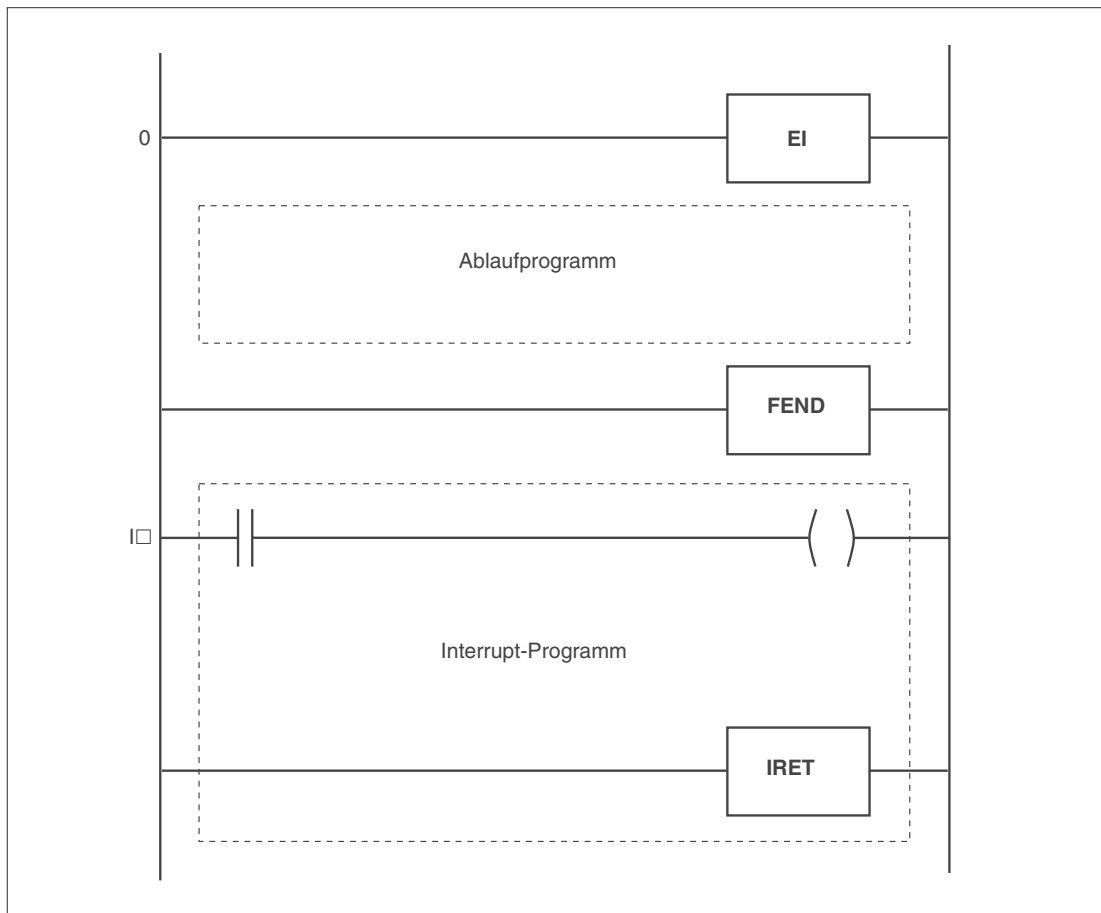 0
EI
Ablaufprogramm
FEND
I□
Interrupt-Programm
IRET